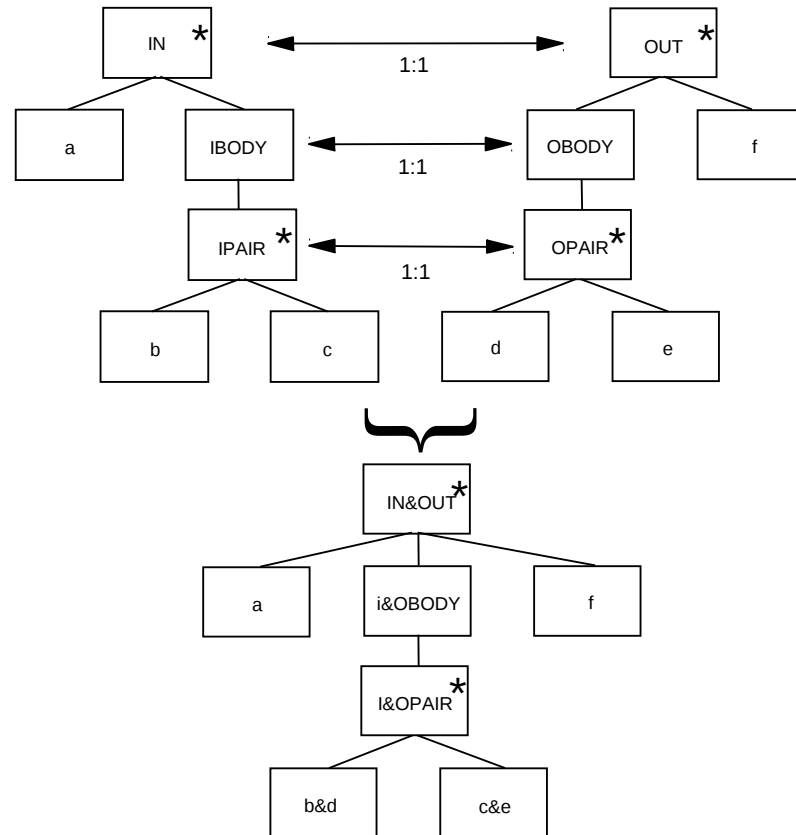 IN *
OUT *
1:1
a
IBODY
OBODY
f
1:1
IPAIR *
OPAIR *
1:1
b
c
d
e
IN&OUT *
a
i&OBODY
f
I&OPAIR *
b&d
c&e